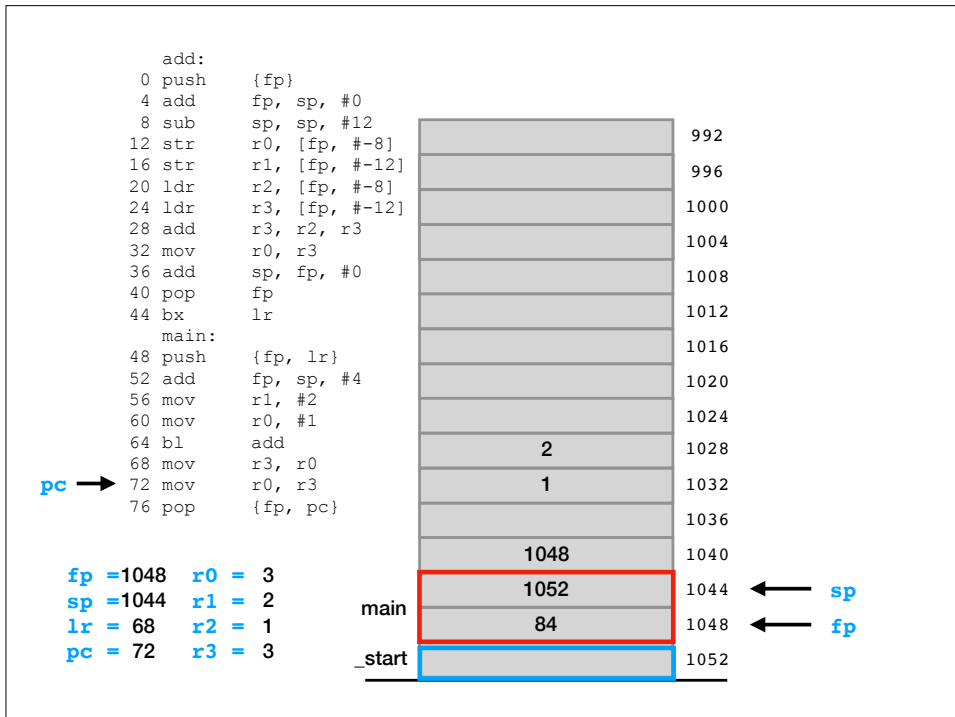 add:
0 push {fp}
4 add fp, sp, #0
8 sub sp, sp, #12
12 str r0, [fp, #-8]
16 str r1, [fp, #-12]
20 ldr r2, [fp, #-8]
24 ldr r3, [fp, #-12]
28 add r3, r2, r3
32 mov r0, r3
36 add sp, fp, #0
40 pop fp
44 bx lr
main:
48 push {fp, lr}
52 add fp, sp, #4
56 mov r1, #2
60 mov r0, #1
64 bl add
68 mov r3, r0
pc 72 mov r0, r3
76 pop {fp, pc}
fp =1048 r0 = 3
sp =1044 r1 = 2
lr = 68 r2 = 1
pc = 72 r3 = 3
992
996
1000
1004
1008
1012
1016
1020
1024
2 1028
1 1032
1036
1048 1040
main
1052 1044 sp
84 1048 fp
_start 1052